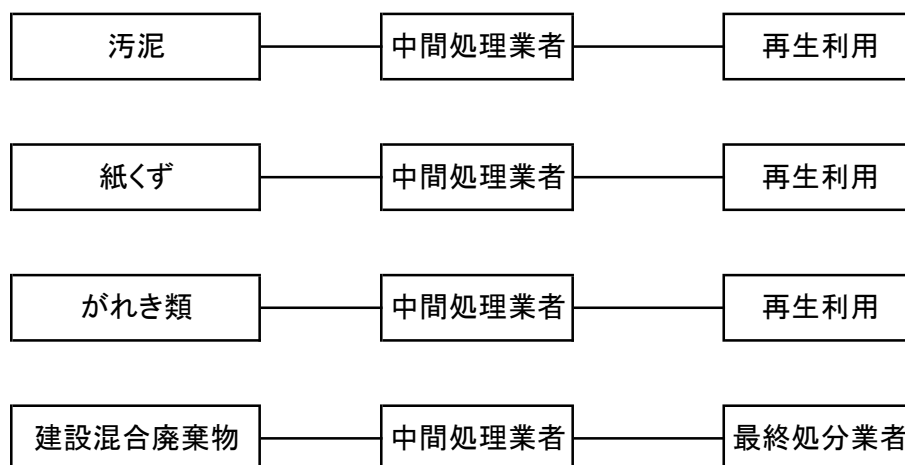 汚泥 中間処理業者 再生利用
紙くず 中間処理業者 再生利用
がれき類 中間処理業者 再生利用
建設混合廃棄物 中間処理業者 最終処分業者